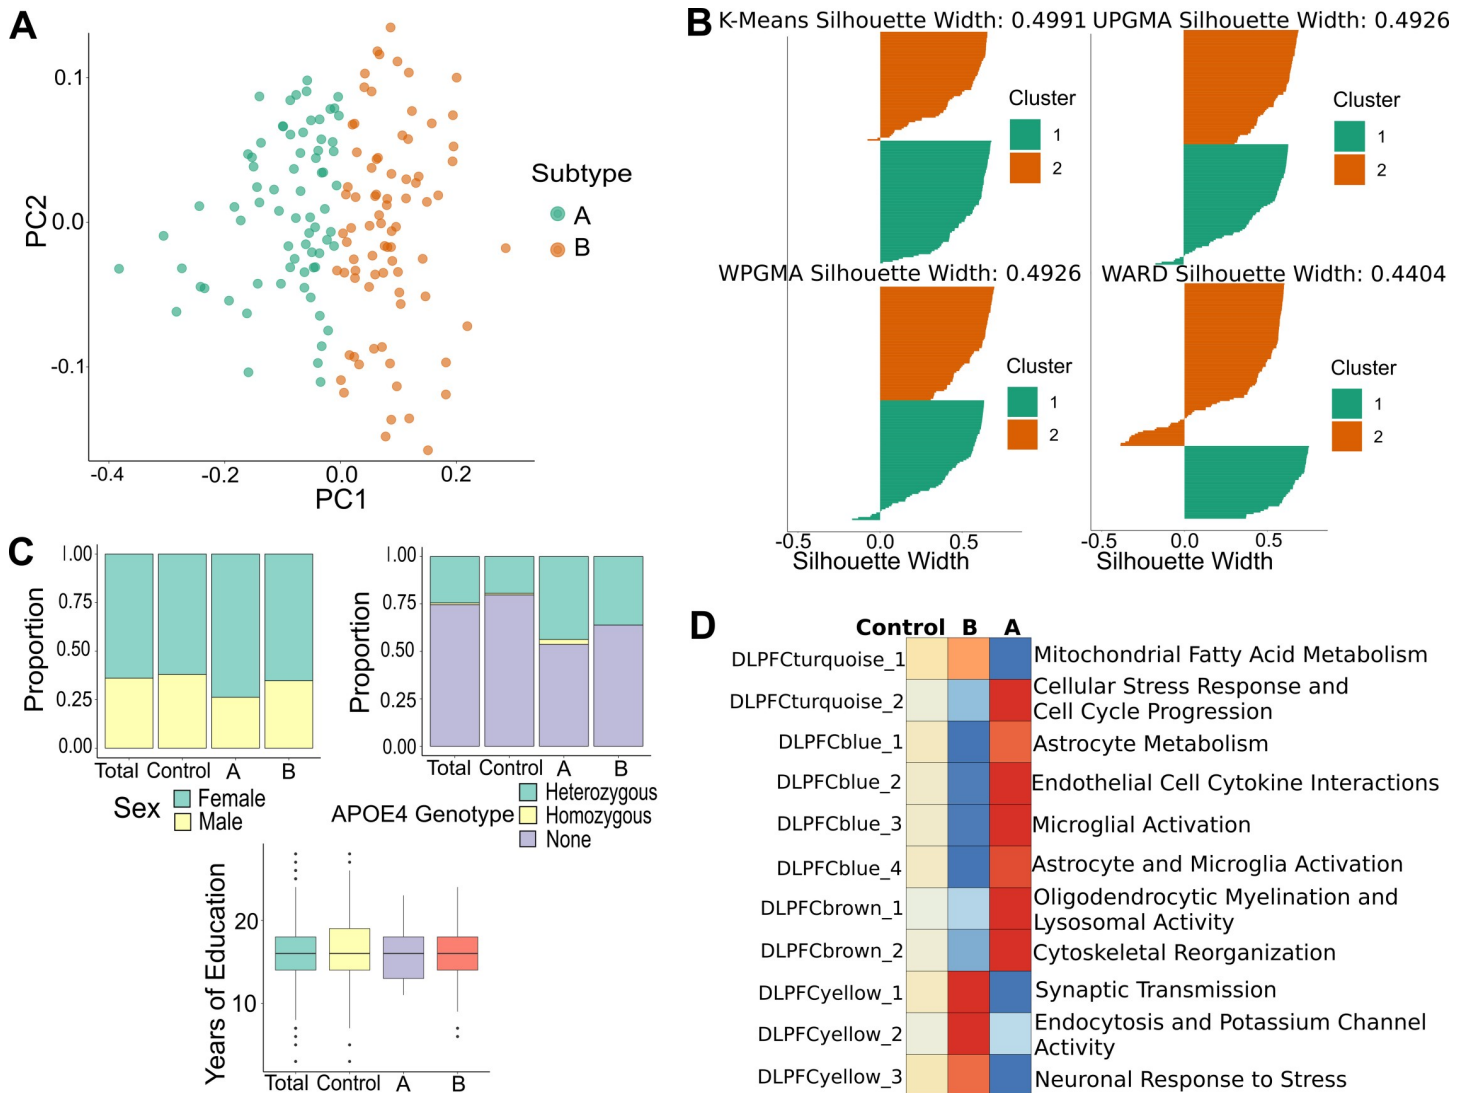 A
0.1
0.0
-0.1
PC2
-0.4
-0.2
0.0
0.2
PC1
Subtype
A
B
B
K-Means Silhouette Width: 0.4991
UPGMA Silhouette Width: 0.4926
Cluster
1
2
Cluster
1
2
WPGMA Silhouette Width: 0.4926
WARD Silhouette Width: 0.4404
Cluster
1
2
Cluster
1
2
-0.5
0.0
0.5
Silhouette Width
-0.5
0.0
0.5
Silhouette Width
C
1.00
0.75
0.50
0.25
0.00
Proportion
Total
Control
A
B
Sex
Female
Male
1.00
0.75
0.50
0.25
0.00
Proportion
Total
Control
A
B
APOE4 Genotype
Heterozygous
Homozygous
None
Years of Education
20
10
Total
Control
A
B
D
Control B A
DLPFCturquoise_1
Mitochondrial Fatty Acid Metabolism
DLPFCturquoise_2
Cellular Stress Response and
Cell Cycle Progression
DLPFCblue_1
Astrocyte Metabolism
DLPFCblue_2
Endothelial Cell Cytokine Interactions
DLPFCblue_3
Microglial Activation
DLPFCblue_4
Astrocyte and Microglia Activation
DLPFCbrown_1
Oligodendrocytic Myelination and
Lysosomal Activity
DLPFCbrown_2
Cytoskeletal Reorganization
DLPFCyellow_1
Synaptic Transmission
DLPFCyellow_2
Endocytosis and Potassium Channel
Activity
DLPFCyellow_3
Neuronal Response to Stress